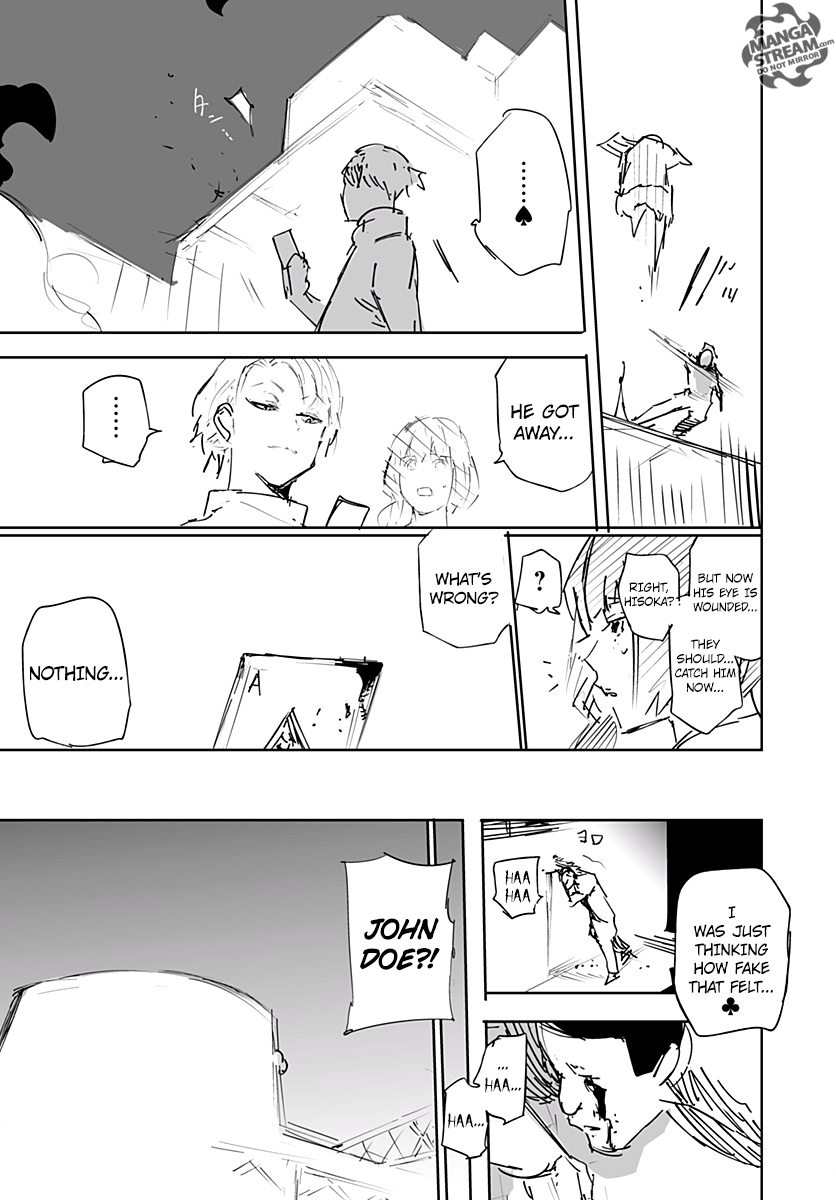 MANGA
STREAM.com
DO NOT MIRROR
......
♠
HE GOT
AWAY...
......
BUT NOW
HIS EYE IS
WOUNDED...
RIGHT,
HISOKA?
THEY
SHOULD...
CATCH HIM
NOW...
?
WHAT'S
WRONG?
A
NOTHING...
I
WAS JUST
THINKING
HOW FAKE
THAT FELT...
♣
ヨロ
HAA
HAA
...
HAA...
HAA...
JOHN
DOE?!